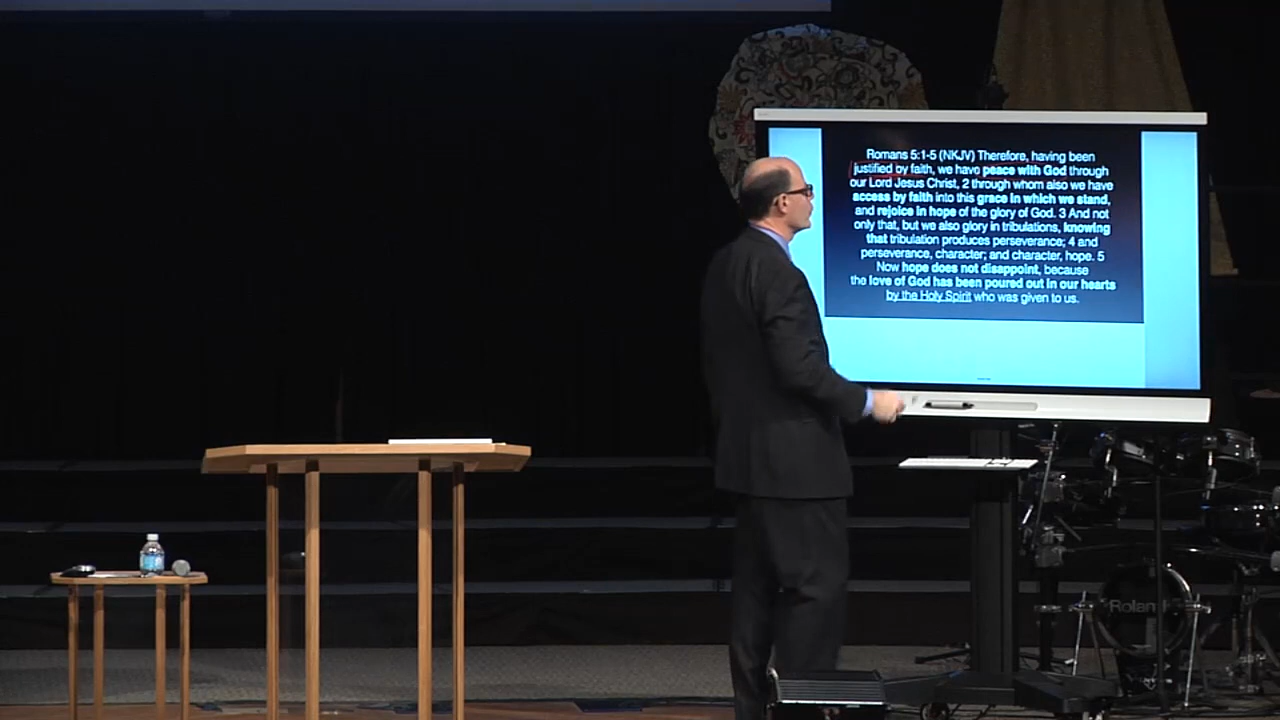 Romans 5:1-5 (NKJV) Therefore, having been
justified by faith, we have peace with God through
our Lord Jesus Christ, 2 through whom also we have
access by faith into this grace in which we stand,
and rejoice in hope of the glory of God. 3 And not
only that, but we also glory in tribulations, knowing
that tribulation produces perseverance; 4 and
perseverance, character; and character, hope. 5
Now hope does not disappoint, because
the love of God has been poured out in our hearts
by the Holy Spirit who was given to us.
Roland